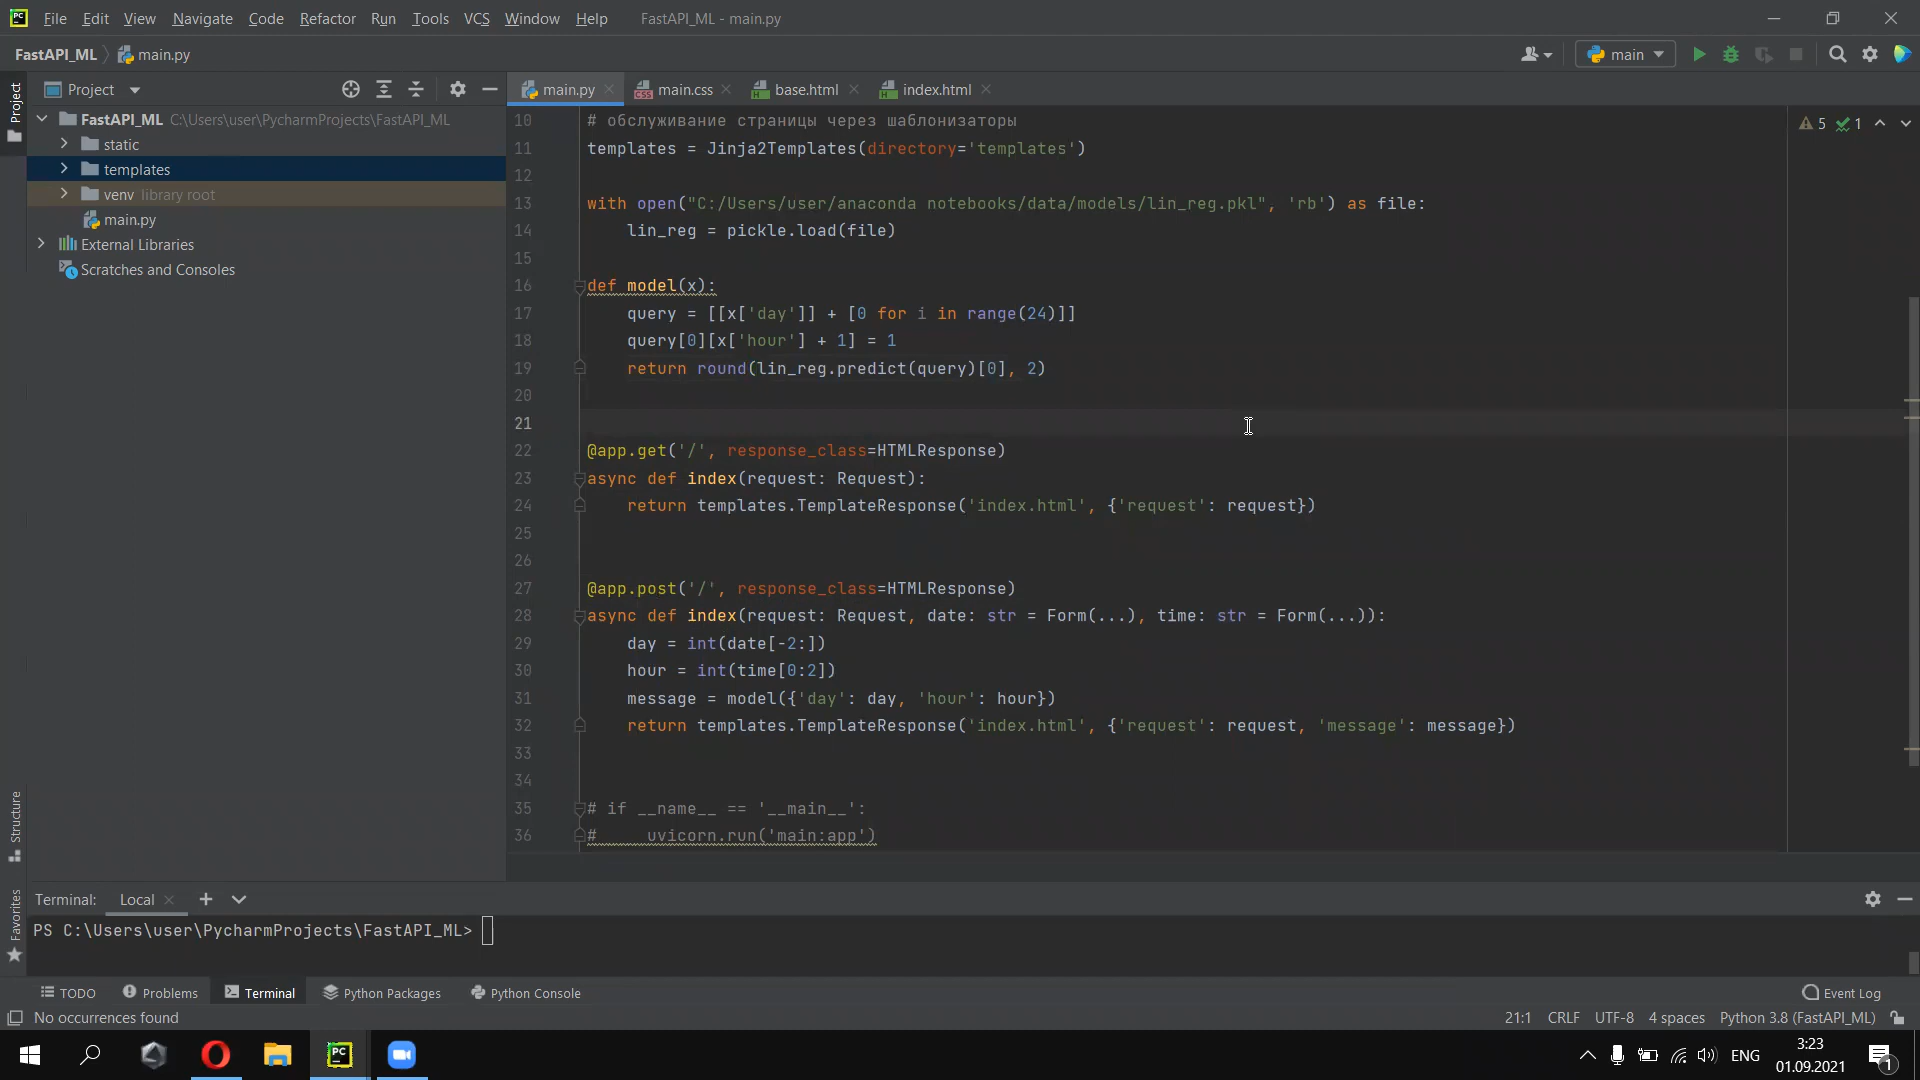 File Edit View Navigate Code Refactor Run Tools VCS Window Help FastAPI_ML - main.py
FastAPI_ML main.py main
Project
main.py main.css base.html index.html
Project
FastAPI_ML C:\Users\user\PycharmProjects\FastAPI_ML
static
templates
venv library root
main.py
External Libraries
Scratches and Consoles
5 1
10 # обслуживание страницы через шаблонизаторы
11 templates = Jinja2Templates(directory='templates')
12
13 with open("C:/Users/user/anaconda notebooks/data/models/lin_reg.pkl", 'rb') as file:
14 lin_reg = pickle.load(file)
15
16 def model(x):
17 query = [[x['day']] + [0 for i in range(24)]]
18 query[0][x['hour'] + 1] = 1
19 return round(lin_reg.predict(query)[0], 2)
20
21
22 @app.get('/', response_class=HTMLResponse)
23 async def index(request: Request):
24 return templates.TemplateResponse('index.html', {'request': request})
25
26
27 @app.post('/', response_class=HTMLResponse)
28 async def index(request: Request, date: str = Form(...), time: str = Form(...)):
29 day = int(date[-2:])
30 hour = int(time[0:2])
31 message = model({'day': day, 'hour': hour})
32 return templates.TemplateResponse('index.html', {'request': request, 'message': message})
33
34
35 # if __name__ == '__main__':
36 # uvicorn.run('main:app')
Structure
Favorites
Terminal: Local
PS C:\Users\user\PycharmProjects\FastAPI_ML>
TODO Problems Terminal Python Packages Python Console Event Log
No occurrences found 21:1 CRLF UTF-8 4 spaces Python 3.8 (FastAPI_ML)
PC ENG 3:23
01.09.2021
1